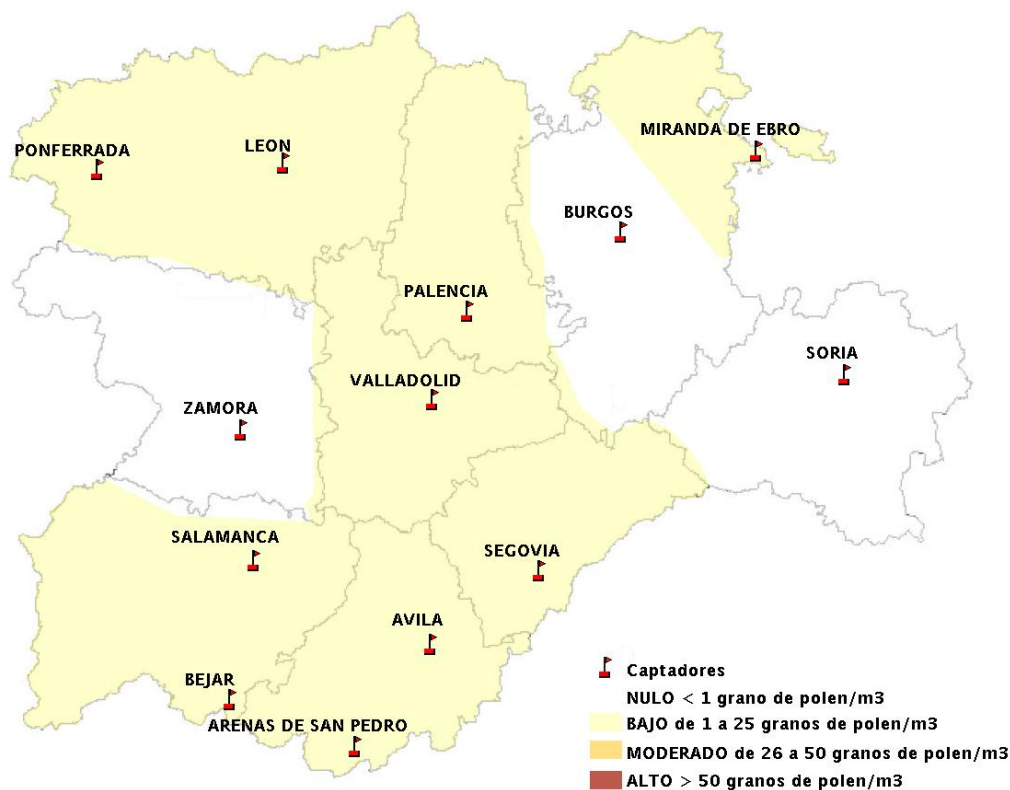 MIRANDA DE EBRO
PONFERRADA
LEON
BURGOS
PALENCIA
SORIA
VALLADOLID
ZAMORA
SALAMANCA
SEGOVIA
AVILA
BEJAR
ARENAS DE SAN PEDRO
Captadores
NULO < 1 grano de polen/m3
BAJO de 1 a 25 granos de polen/m3
MODERADO de 26 a 50 granos de polen/m3
ALTO > 50 granos de polen/m3